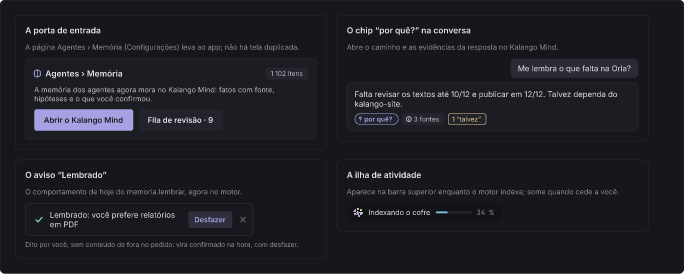 A porta de entrada
A página Agentes › Memória (Configurações) leva ao app; não há tela duplicada.
Agentes › Memória
1 102 itens
A memória dos agentes agora mora no Kalango Mind: fatos com fonte,
hipóteses e o que você confirmou.
Abrir o Kalango Mind
Fila de revisão · 9
O chip “por quê?” na conversa
Abre o caminho e as evidências da resposta no Kalango Mind.
Me lembra o que falta na Orla?
Falta revisar os textos até 10/12 e publicar em 12/12. Talvez dependa do
kalango-site.
por quê?
3 fontes
1 “talvez”
O aviso “Lembrado”
O comportamento de hoje do memoria.lembrar, agora no motor.
Lembrado: você prefere relatórios
em PDF
Desfazer
Dito por você, sem conteúdo de fora no pedido: vira confirmado na hora, com desfazer.
A ilha de atividade
Aparece na barra superior enquanto o motor indexa; some quando cede a você.
Indexando o cofre
34 %